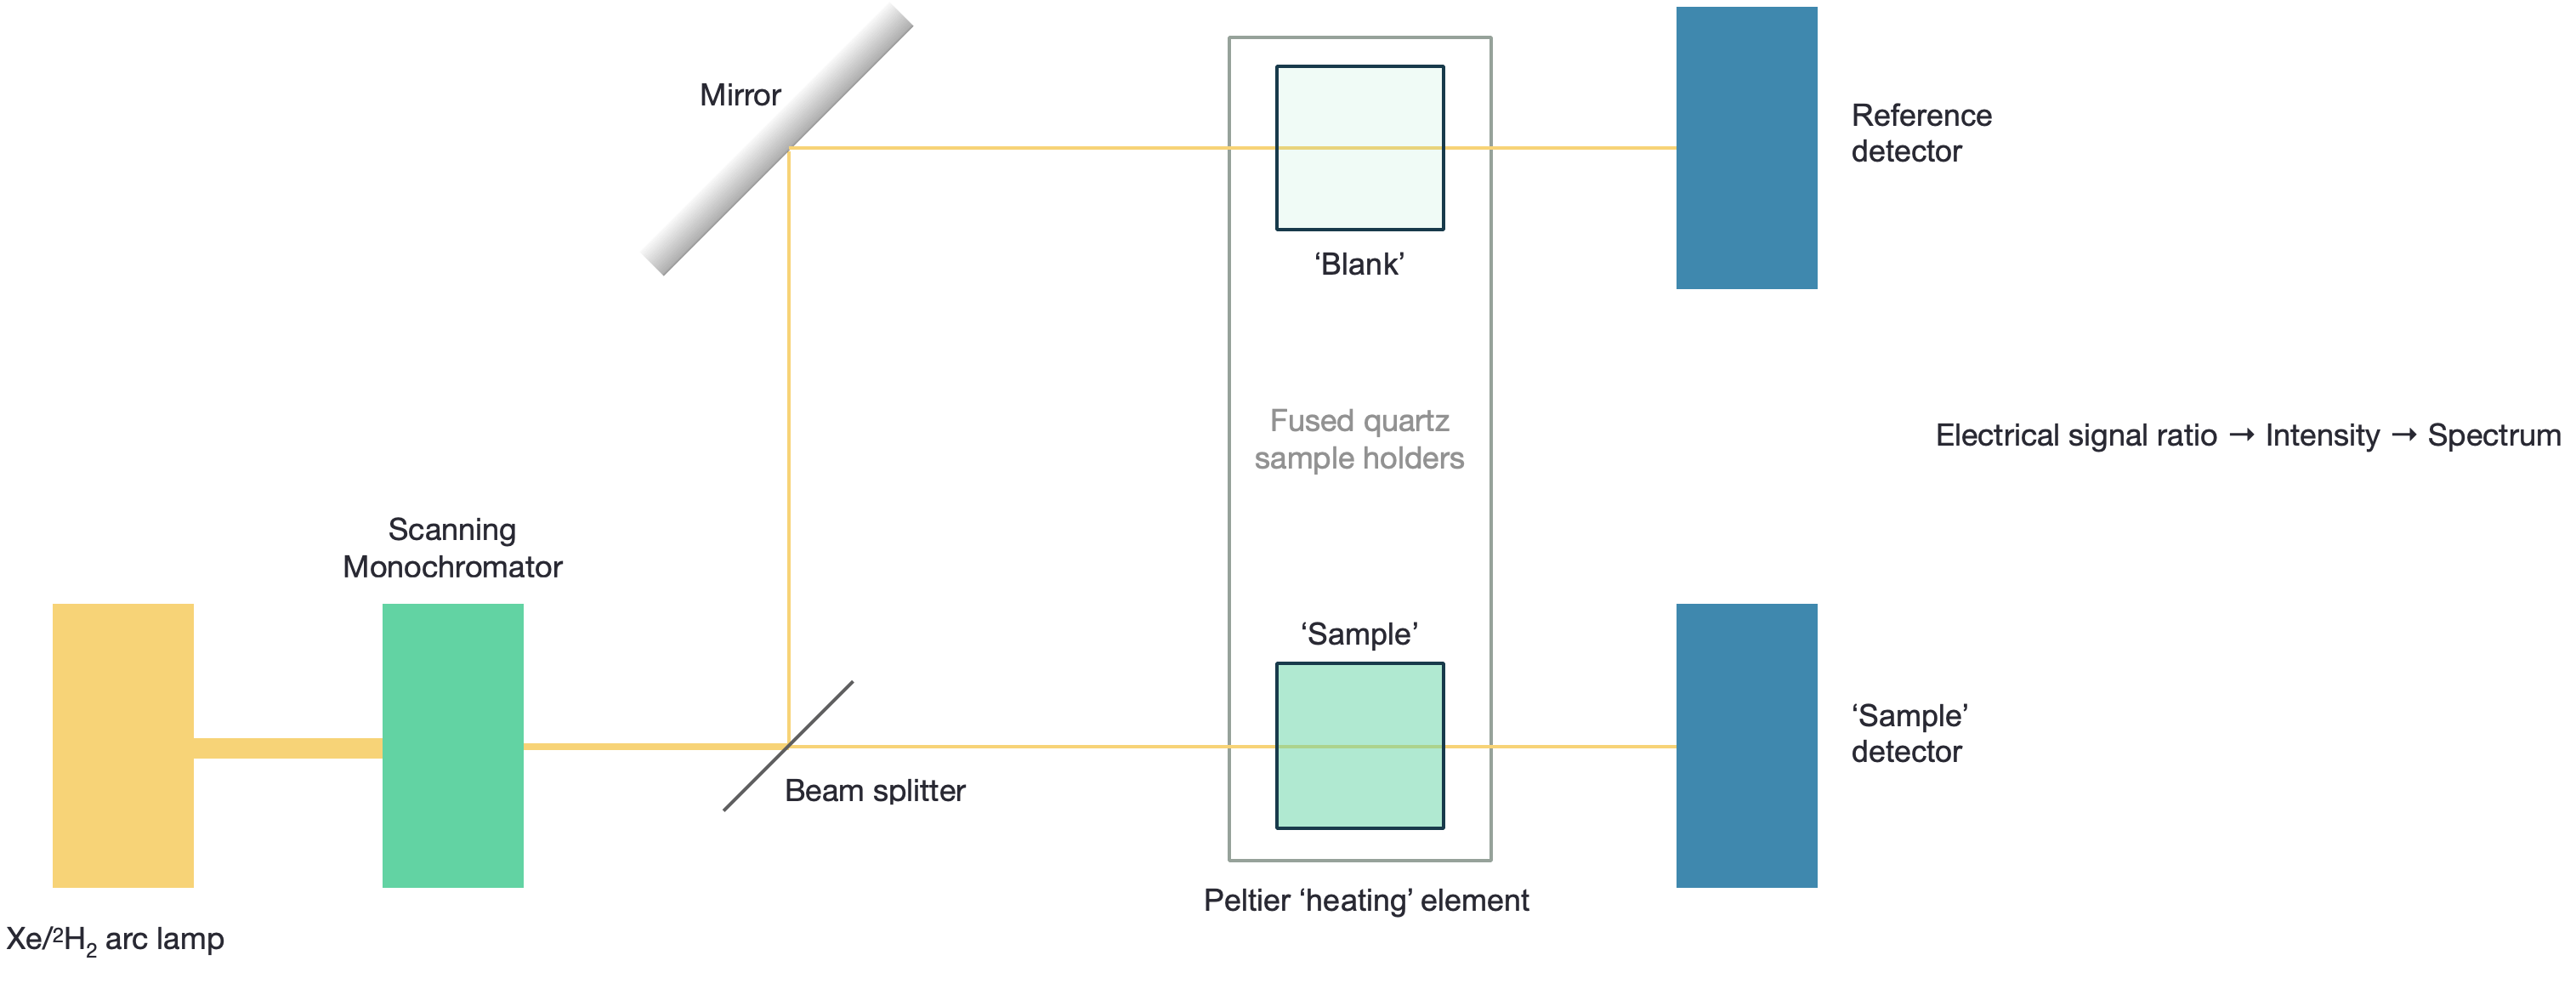 Mirror
Reference
detector
‘Blank’
Fused quartz
sample holders
Electrical signal ratio → Intensity → Spectrum
Scanning
Monochromator
‘Sample’
‘Sample’
detector
Beam splitter
Peltier ‘heating’ element
Xe/²H₂ arc lamp